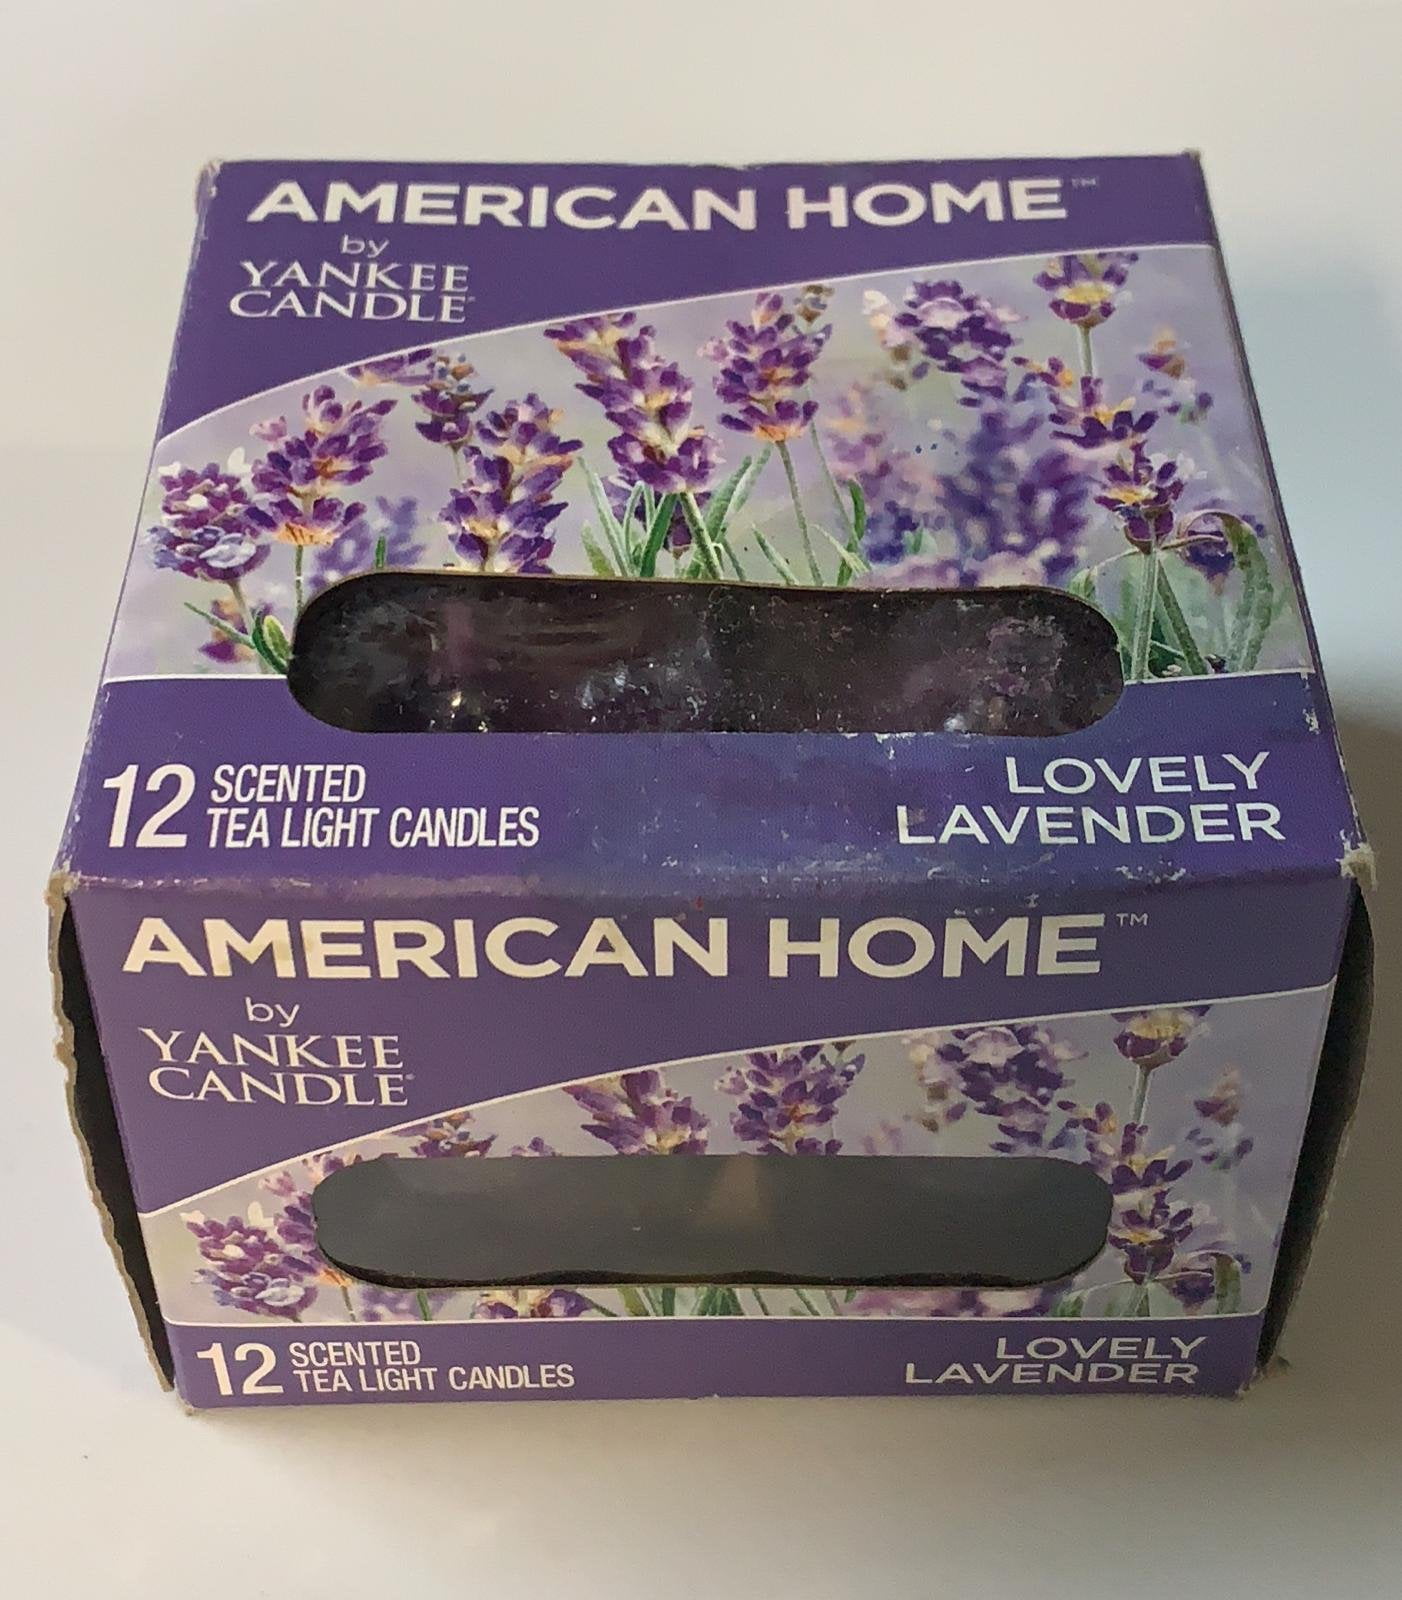 AMERICAN HOME™
by
YANKEE
CANDLE®
12 SCENTED
TEA LIGHT CANDLES
LOVELY
LAVENDER
AMERICAN HOME™
by
YANKEE
CANDLE®
12 SCENTED
TEA LIGHT CANDLES
LOVELY
LAVENDER